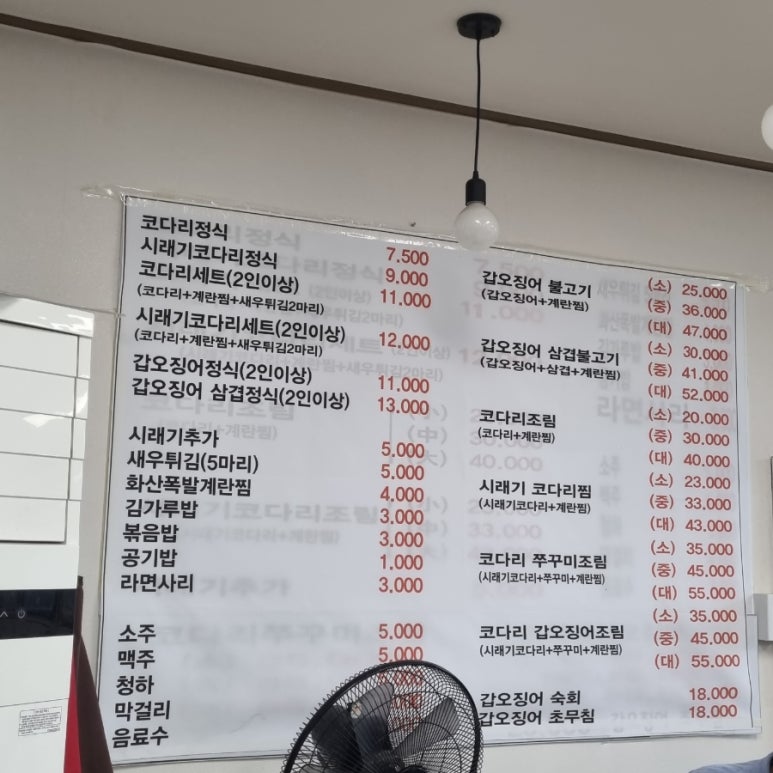 코다리정식 7.500
시래기코다리정식 9.000
코다리세트(2인이상) 11.000
(코다리+계란찜+새우튀김2마리)
시래기코다리세트(2인이상) 12.000
(코다리+계란찜+새우튀김2마리)
갑오징어정식(2인이상) 11.000
갑오징어 삼겹정식(2인이상) 13.000
시래기추가 5.000
새우튀김(5마리) 5.000
화산폭발계란찜 4.000
김가루밥 3.000
볶음밥 3.000
공기밥 1.000
라면사리 3.000
소주 5.000
맥주 5.000
청하
막걸리
음료수
갑오징어 불고기 (소) 25.000
(갑오징어+계란찜) (중) 36.000
(대) 47.000
갑오징어 삼겹불고기 (소) 30.000
(갑오징어+삼겹+계란찜) (중) 41.000
(대) 52.000
코다리조림 (소) 20.000
(코다리+계란찜) (중) 30.000
(대) 40.000
시래기 코다리찜 (소) 23.000
(시래기코다리+계란찜) (중) 33.000
(대) 43.000
코다리 쭈꾸미조림 (소) 35.000
(시래기코다리+쭈꾸미+계란찜) (중) 45.000
(대) 55.000
코다리 갑오징어조림 (소) 35.000
(시래기코다리+쭈꾸미+계란찜) (중) 45.000
(대) 55.000
갑오징어 숙회 18.000
갑오징어 초무침 18.000